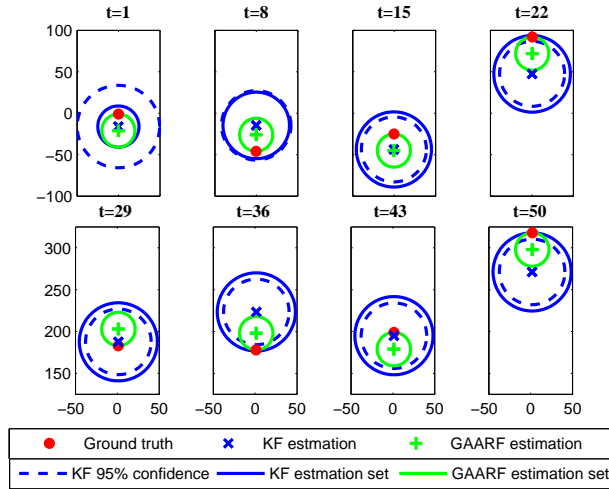 t=1 t=8 t=15 t=22
100
50
0
−50
−100
t=29 t=36 t=43 t=50
300
250
200
150
−50 0 50 −50 0 50 −50 0 50 −50 0 50
Ground truth KF estmation GAARF estimation
KF 95% confidence KF estmation set GAARF estimation set